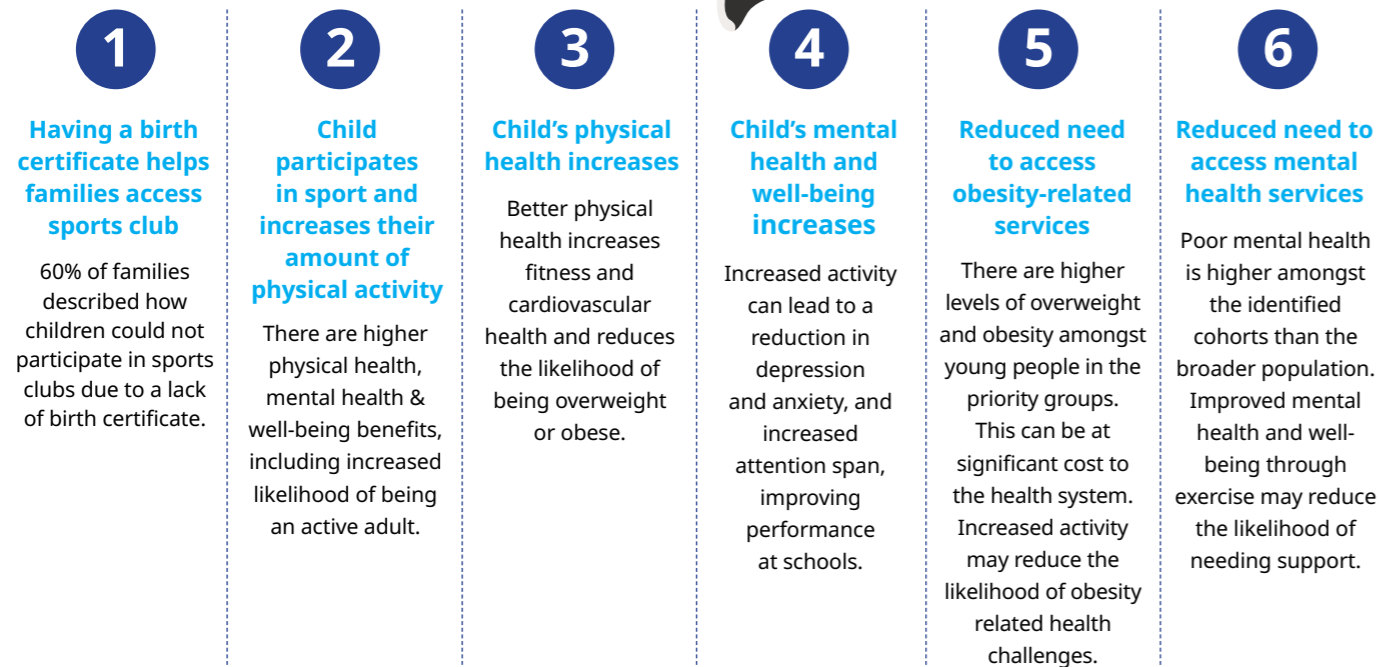 1
Having a birth
certificate helps
families access
sports club
60% of families
described how
children could not
participate in sports
clubs due to a lack
of birth certificate.
2
Child
participates
in sport and
increases their
amount of
physical activity
There are higher
physical health,
mental health &
well-being benefits,
including increased
likelihood of being
an active adult.
3
Child’s physical
health increases
Better physical
health increases
fitness and
cardiovascular
health and reduces
the likelihood of
being overweight
or obese.
4
Child’s mental
health and
well-being
increases
Increased activity
can lead to a
reduction in
depression
and anxiety, and
increased
attention span,
improving
performance
at schools.
5
Reduced need
to access
obesity-related
services
There are higher
levels of overweight
and obesity amongst
young people in the
priority groups.
This can be at
significant cost to
the health system.
Increased activity
may reduce the
likelihood of obesity
related health
challenges.
6
Reduced need to
access mental
health services
Poor mental health
is higher amongst
the identified
cohorts than the
broader population.
Improved mental
health and well-
being through
exercise may reduce
the likelihood of
needing support.